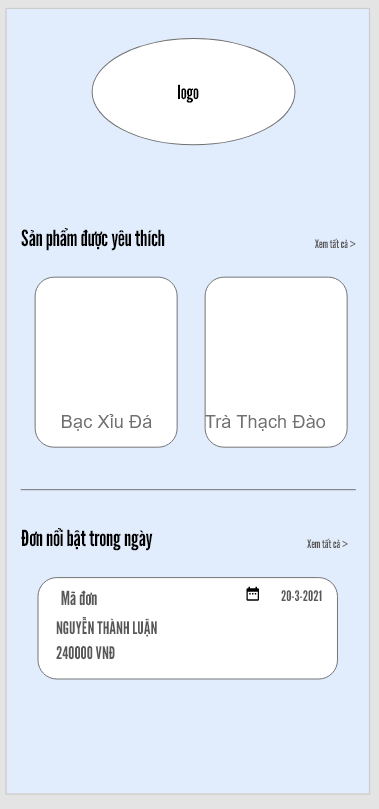 logo
Sản phẩm được yêu thích
Xem tất cả >
Bạc Xỉu Đá
Trà Thạch Đào
Đơn nổi bật trong ngày
Xem tất cả >
Mã đơn
20-3-2021
NGUYỄN THÀNH LUẬN
240000 VNĐ